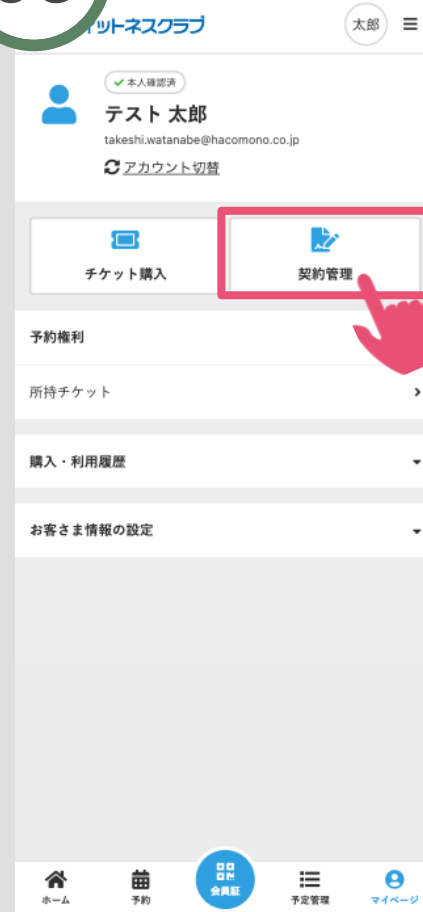 ィットネスクラブ
太郎
本人確認済
テスト 太郎
takeshi.watanabe@hacomono.co.jp
アカウント切替
チケット購入
契約管理
予約権利
所持チケット
購入・利用履歴
お客さま情報の設定
ホーム
予約
会員証
予定管理
マイページ